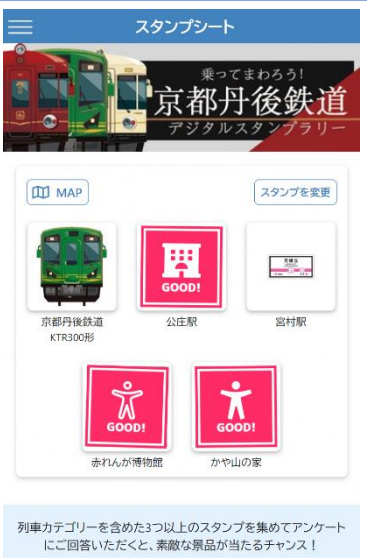 スタンプシート
乗ってまわろう!
京都丹後鉄道
デジタルスタンプラリー
MAP
スタンプを変更
GOOD!
京都丹後鉄道
KTR300形
公庄駅
宮村駅
GOOD!
GOOD!
赤れんが博物館
かや山の家
列車カテゴリーを含めた3つ以上のスタンプを集めてアンケート
にご回答いただくと、素敵な景品が当たるチャンス！